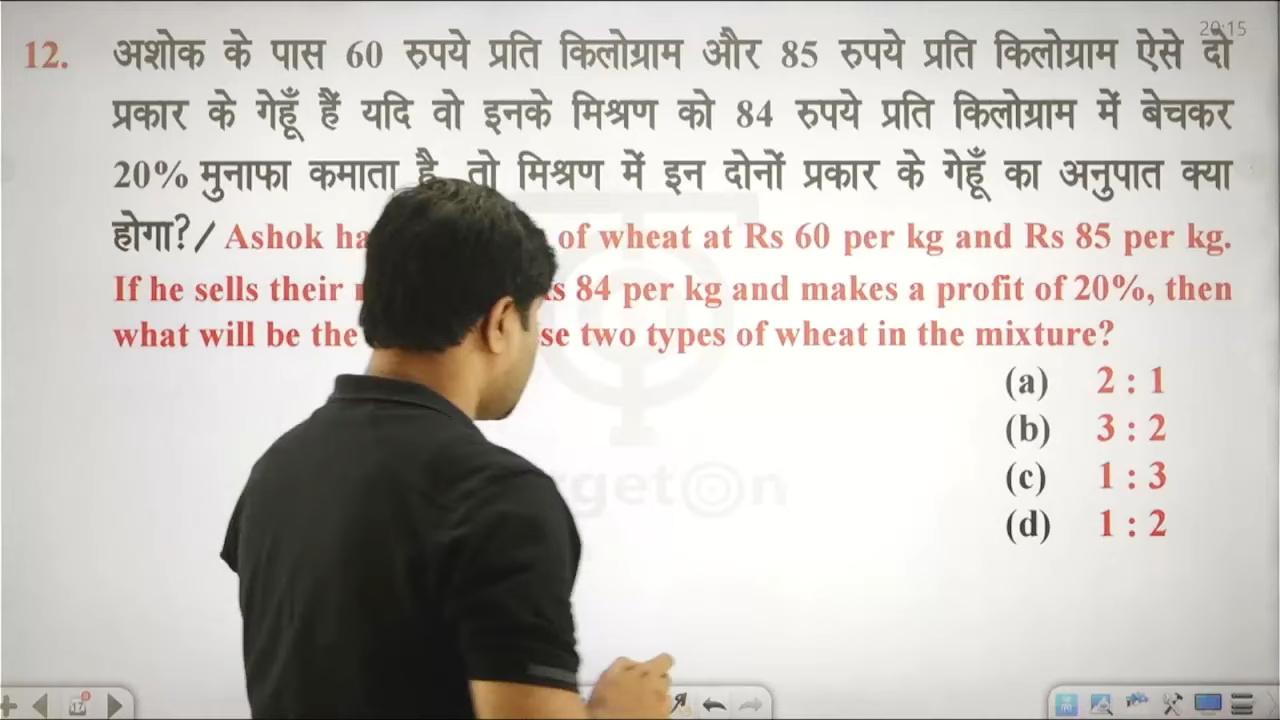 20:15
12. अशोक के पास 60 रुपये प्रति किलोग्राम और 85 रुपये प्रति किलोग्राम ऐसे दो
प्रकार के गेहूँ हैं यदि वो इनके मिश्रण को 84 रुपये प्रति किलोग्राम में बेचकर
20% मुनाफा कमाता है तो मिश्रण में इन दोनों प्रकार के गेहूँ का अनुपात क्या
होगा?/ Ashok of wheat at Rs 60 per kg and Rs 85 per kg.
If he sells their 84 per kg and makes a profit of 20%, then
what will be the two types of wheat in the mixture?
(a) 2 : 1
(b) 3 : 2
(c) 1 : 3
(d) 1 : 2
17